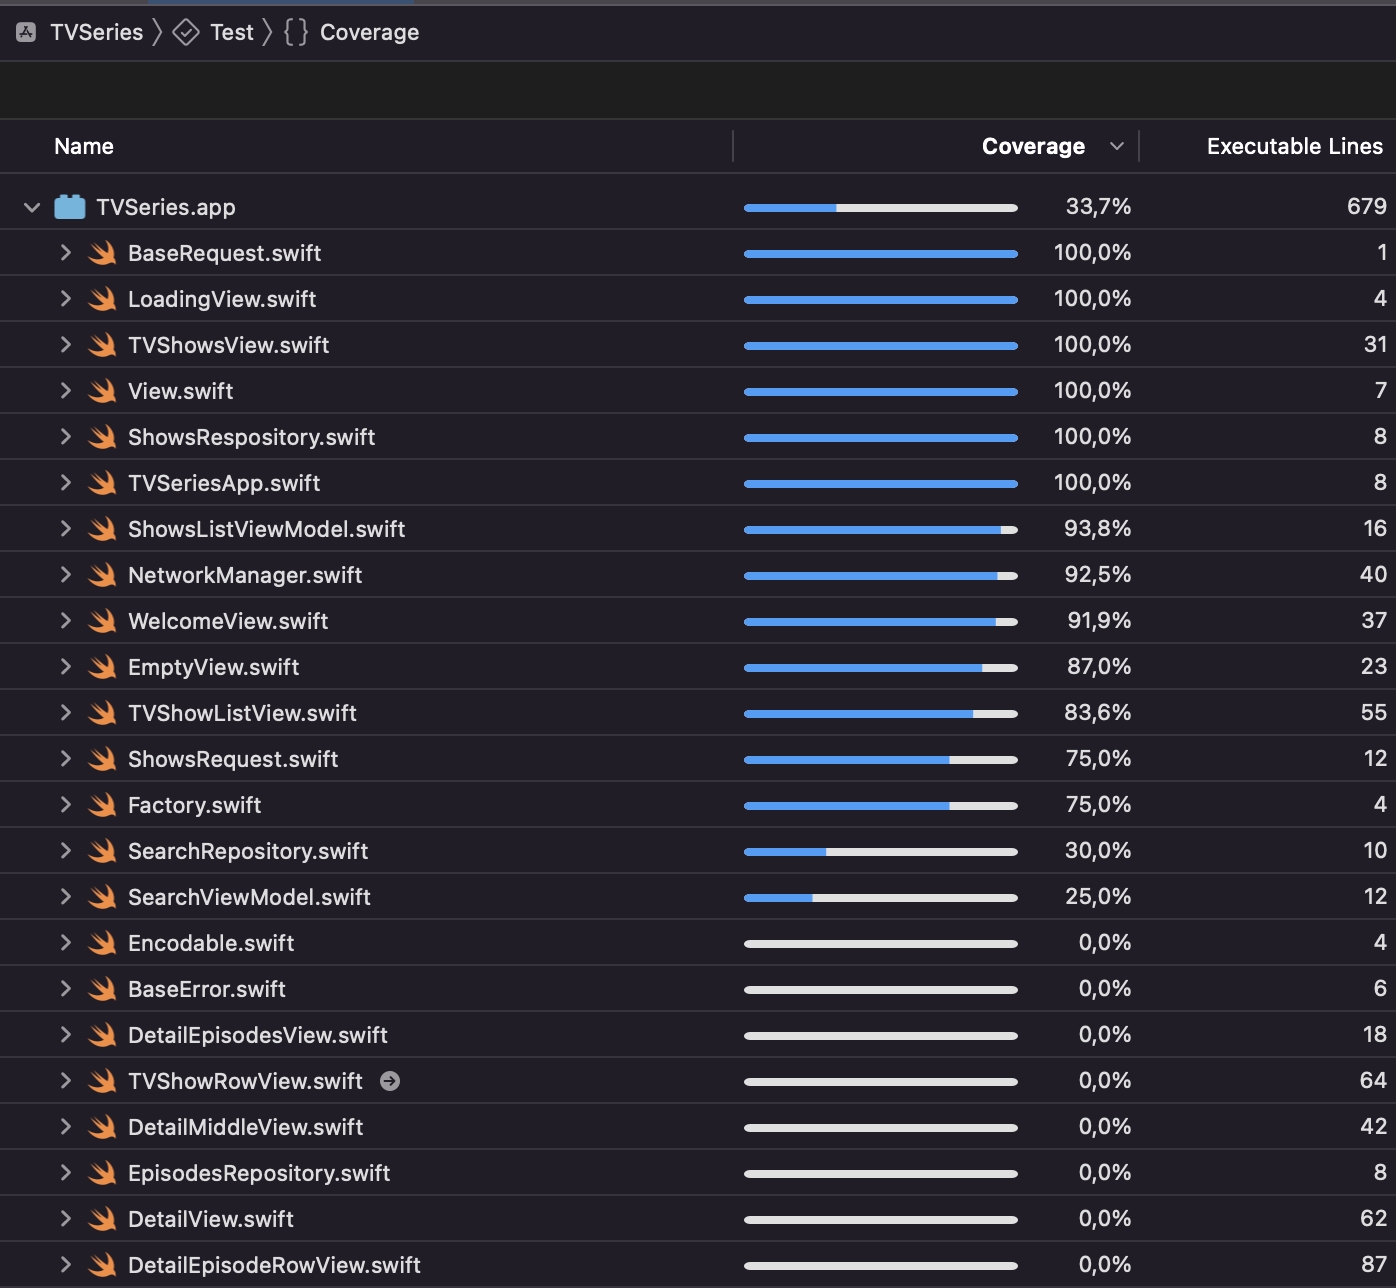 TVSeries Test Coverage
Name Coverage Executable Lines
TVSeries.app 33,7% 679
BaseRequest.swift 100,0% 1
LoadingView.swift 100,0% 4
TVShowsView.swift 100,0% 31
View.swift 100,0% 7
ShowsRespository.swift 100,0% 8
TVSeriesApp.swift 100,0% 8
ShowsListViewModel.swift 93,8% 16
NetworkManager.swift 92,5% 40
WelcomeView.swift 91,9% 37
EmptyView.swift 87,0% 23
TVShowListView.swift 83,6% 55
ShowsRequest.swift 75,0% 12
Factory.swift 75,0% 4
SearchRepository.swift 30,0% 10
SearchViewModel.swift 25,0% 12
Encodable.swift 0,0% 4
BaseError.swift 0,0% 6
DetailEpisodesView.swift 0,0% 18
TVShowRowView.swift 0,0% 64
DetailMiddleView.swift 0,0% 42
EpisodesRepository.swift 0,0% 8
DetailView.swift 0,0% 62
DetailEpisodeRowView.swift 0,0% 87